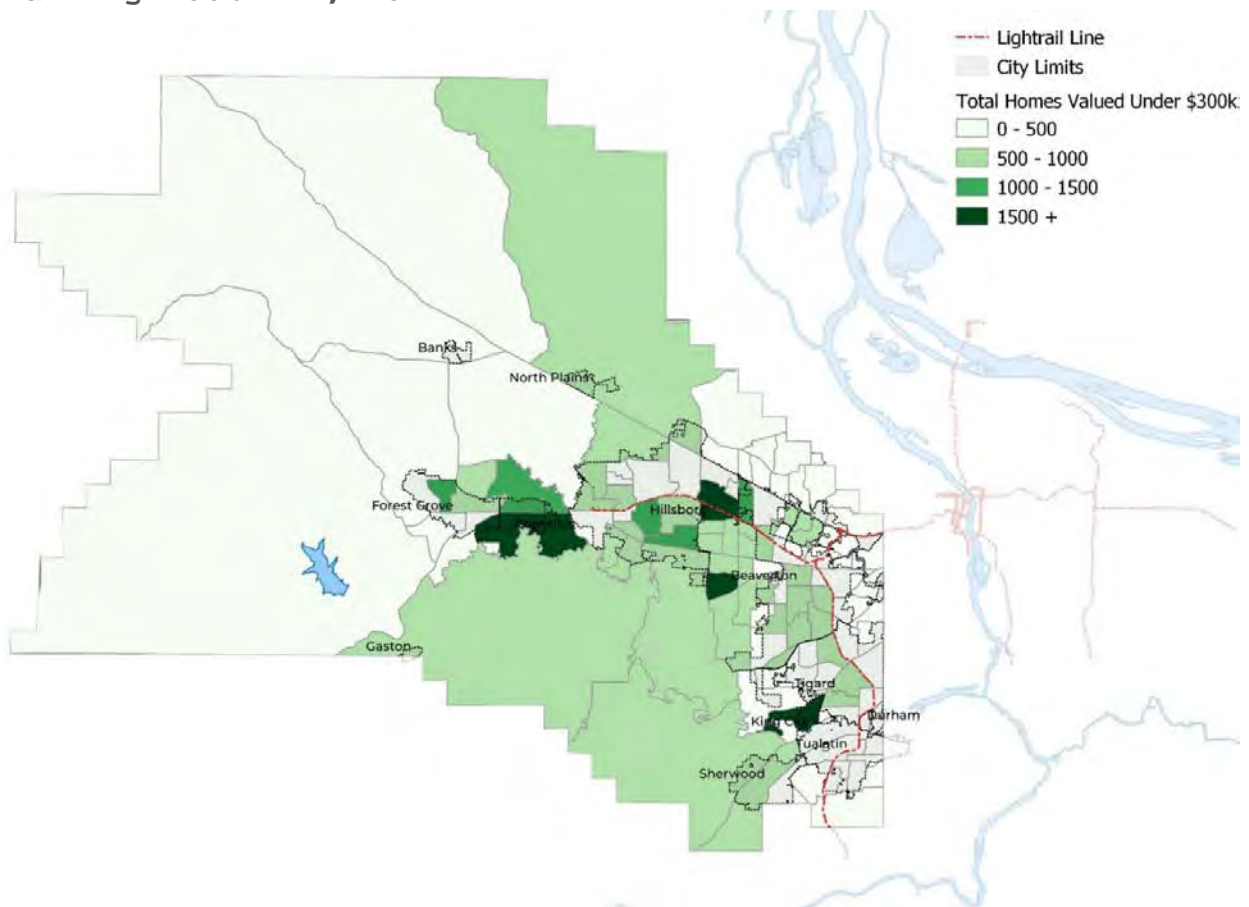 Lightrail Line
City Limits
Total Homes Valued Under $300k
0 - 500
500 - 1000
1000 - 1500
1500 +
Banks
North Plains
Forest Grove
Hillsboro
Beaverton
Gaston
Tigard
King City
Durham
Tualatin
Sherwood